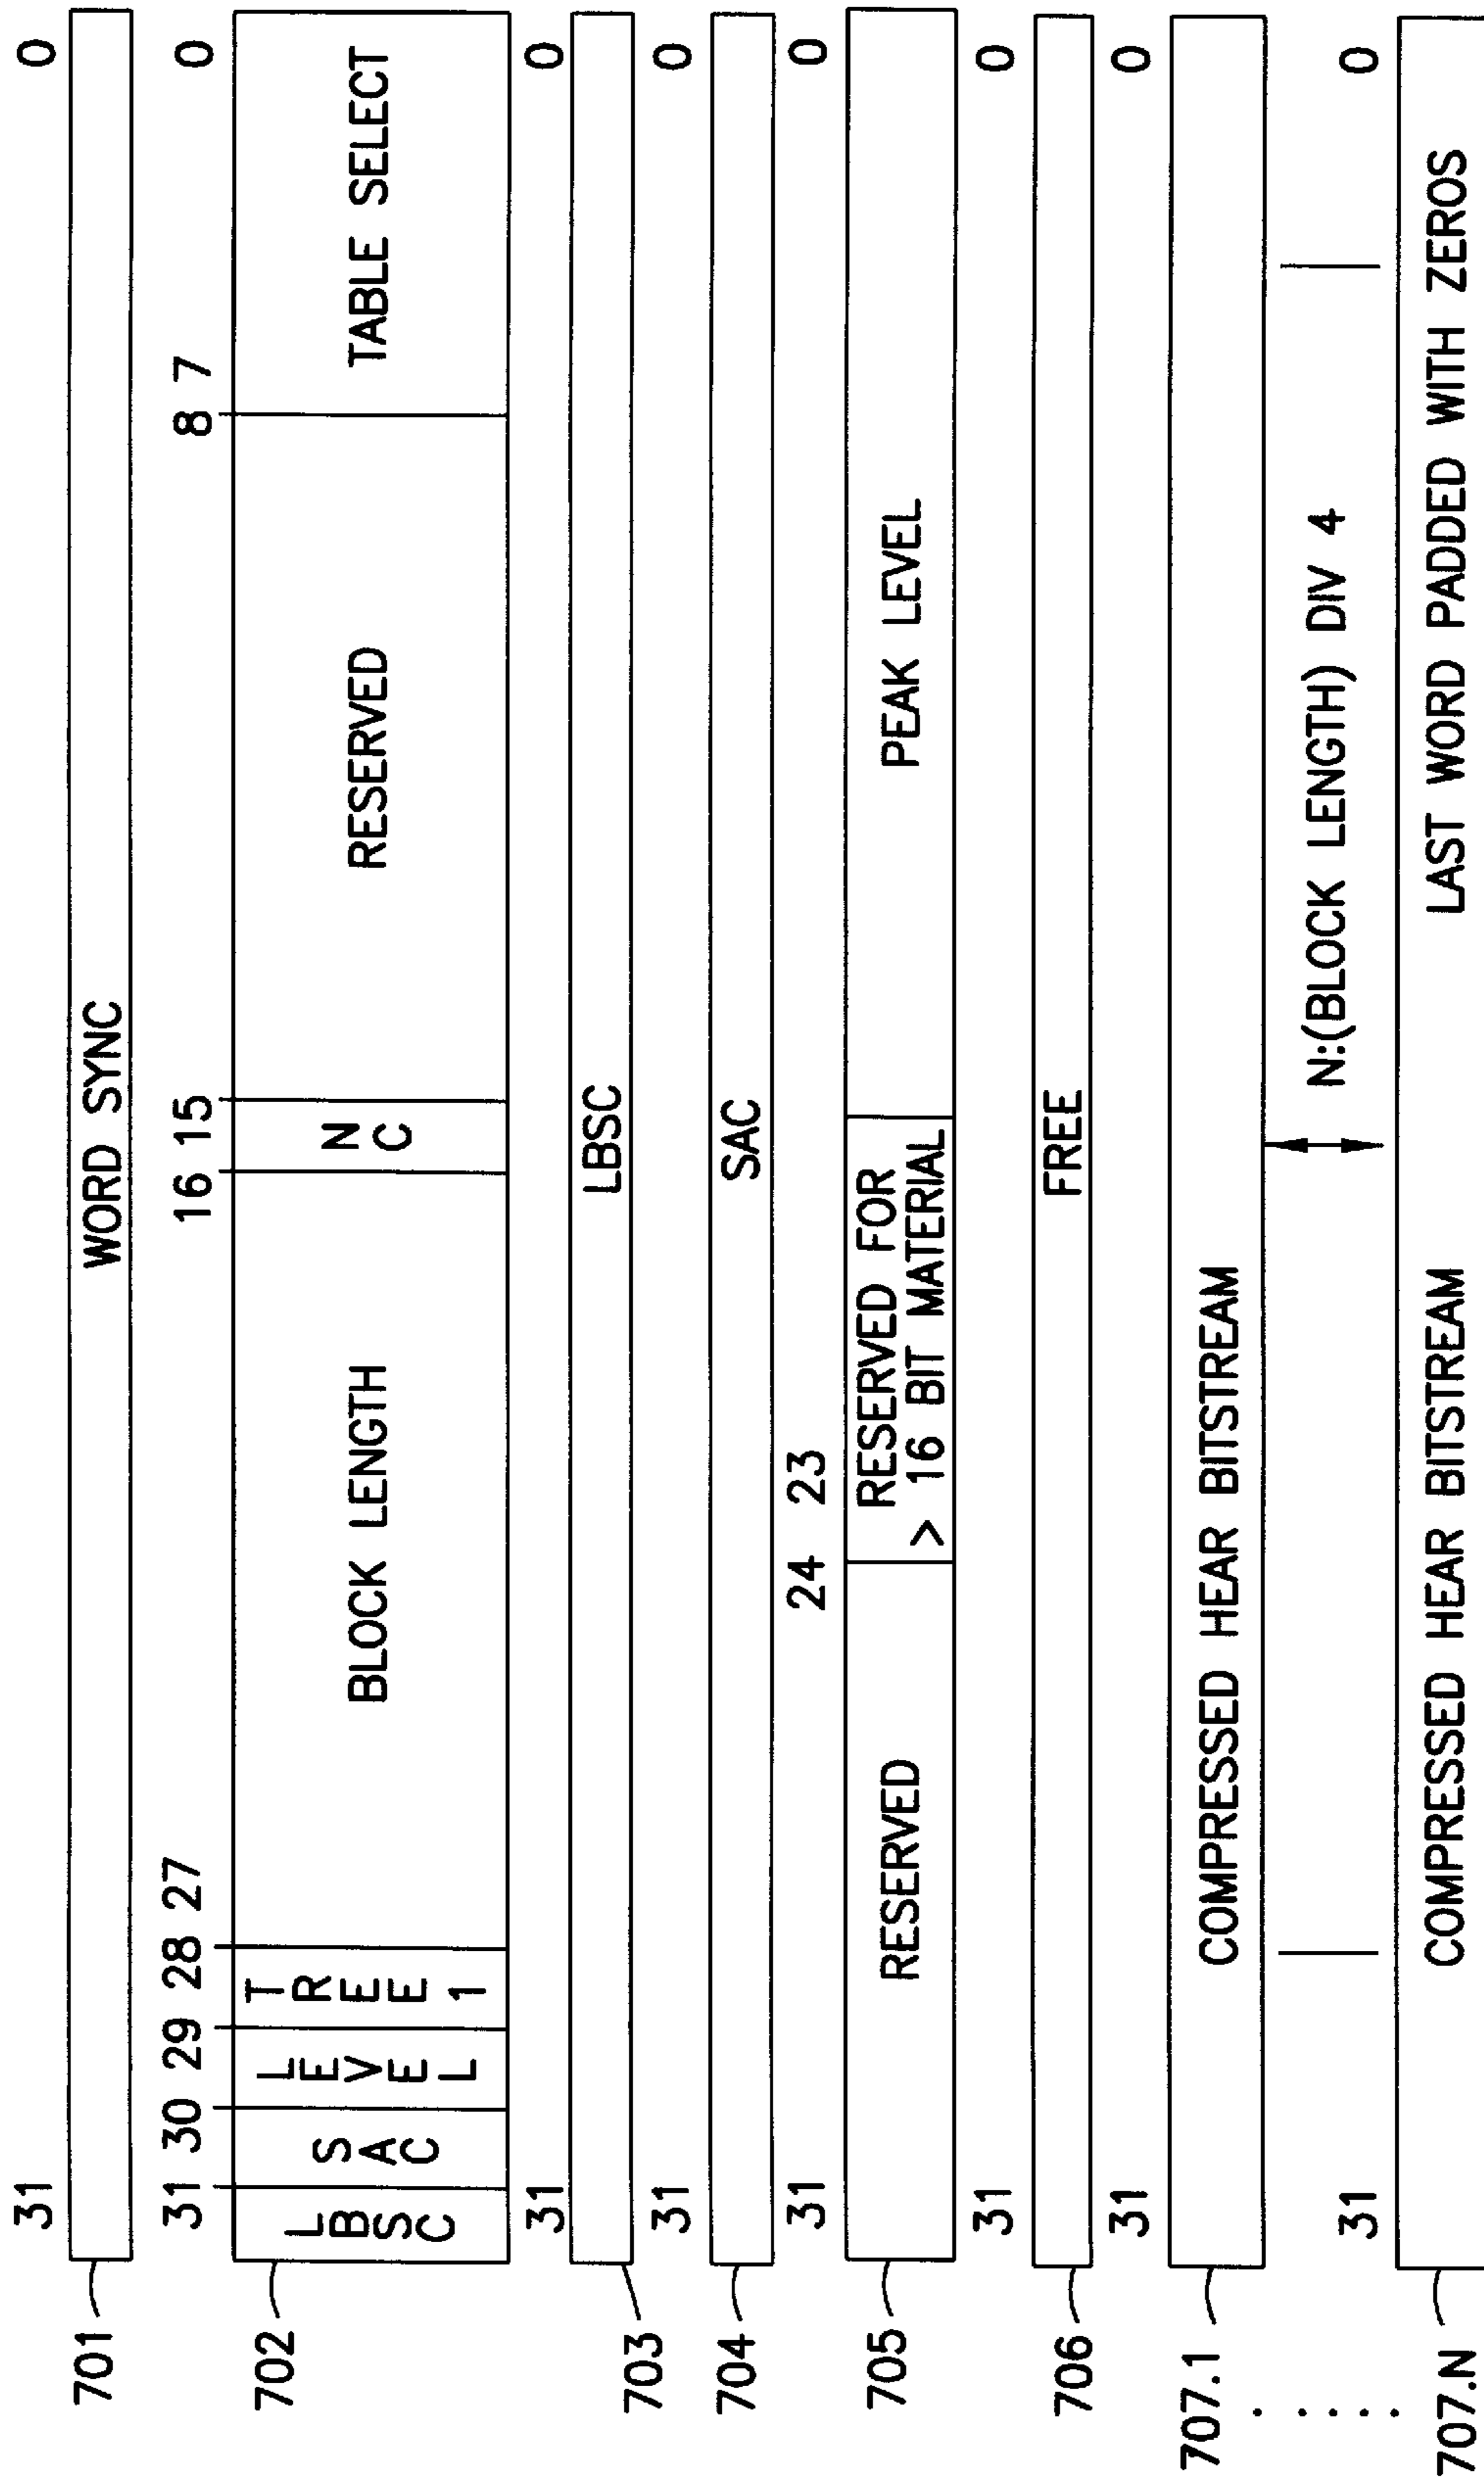 31 0
701 WORD SYNC
31 30 29 28 27 16 15 8 7 0
702 LBSC SAC LEVEL TREE 1 BLOCK LENGTH NC RESERVED TABLE SELECT
31 0
703 LBSC
31 0
704 SAC
31 24 23 0
705 RESERVED RESERVED FOR PEAK LEVEL
> 16 BIT MATERIAL
31 0
706 FREE
31 0
707.1 COMPRESSED HEAR BITSTREAM
N:(BLOCK LENGTH) DIV 4
31 0
707.N COMPRESSED HEAR BITSTREAM LAST WORD PADDED WITH ZEROS